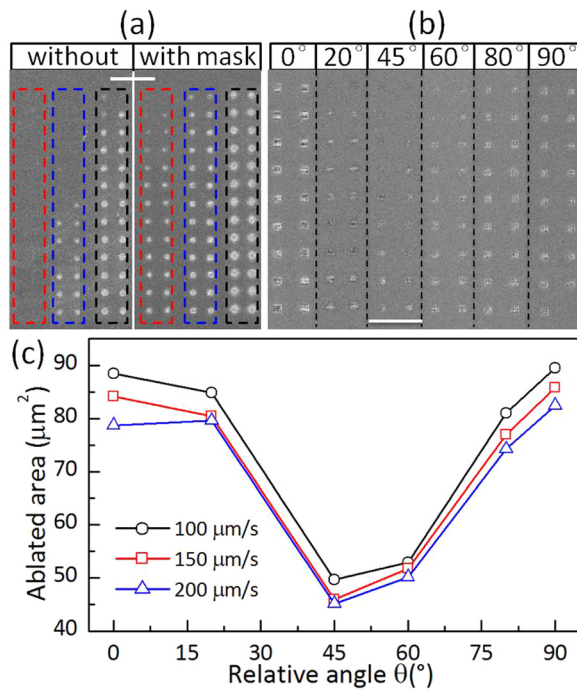 (a) (b)
without with mask 0° 20° 45° 60° 80° 90°
(c)
90
80
70
60
50
40
Ablated area (μm²)
100 μm/s
150 μm/s
200 μm/s
0 15 30 45 60 75 90
Relative angle θ(°)